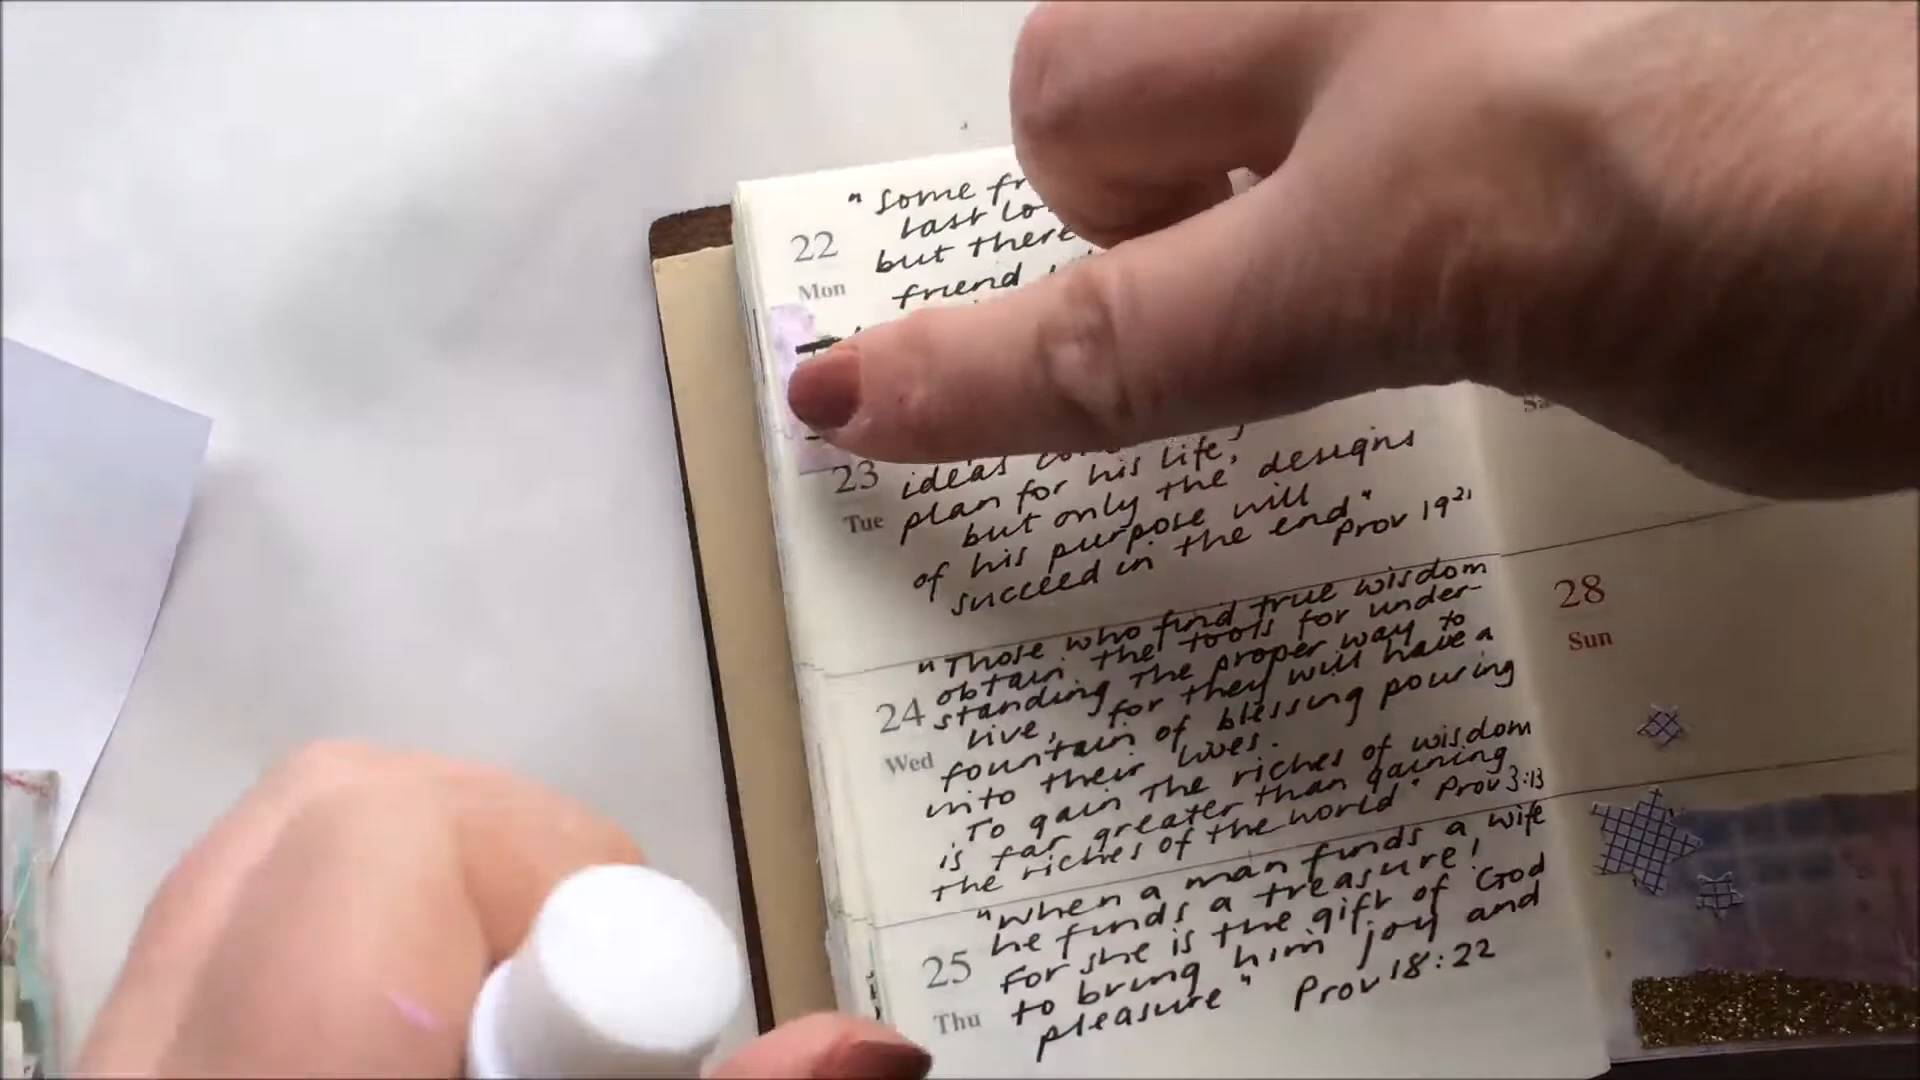 22
Mon
"Some
last
but there
friend
23
Tue
ideas
plan for his life,
but only the designs
of his purpose will
succeed in the end"
Prov 19 21
24
Wed
"Those who find true wisdom
obtain the tools for under-
standing the proper way to
live, for they will have a
fountain of blessing pouring
into their lives.
To gain the riches of wisdom
is far greater than gaining
the riches of the world" Prov 3:13
25
Thu
"When a man finds a wife
he finds a treasure!
For she is the gift of God
to bring him joy and
pleasure" Prov 18:22
28
Sun